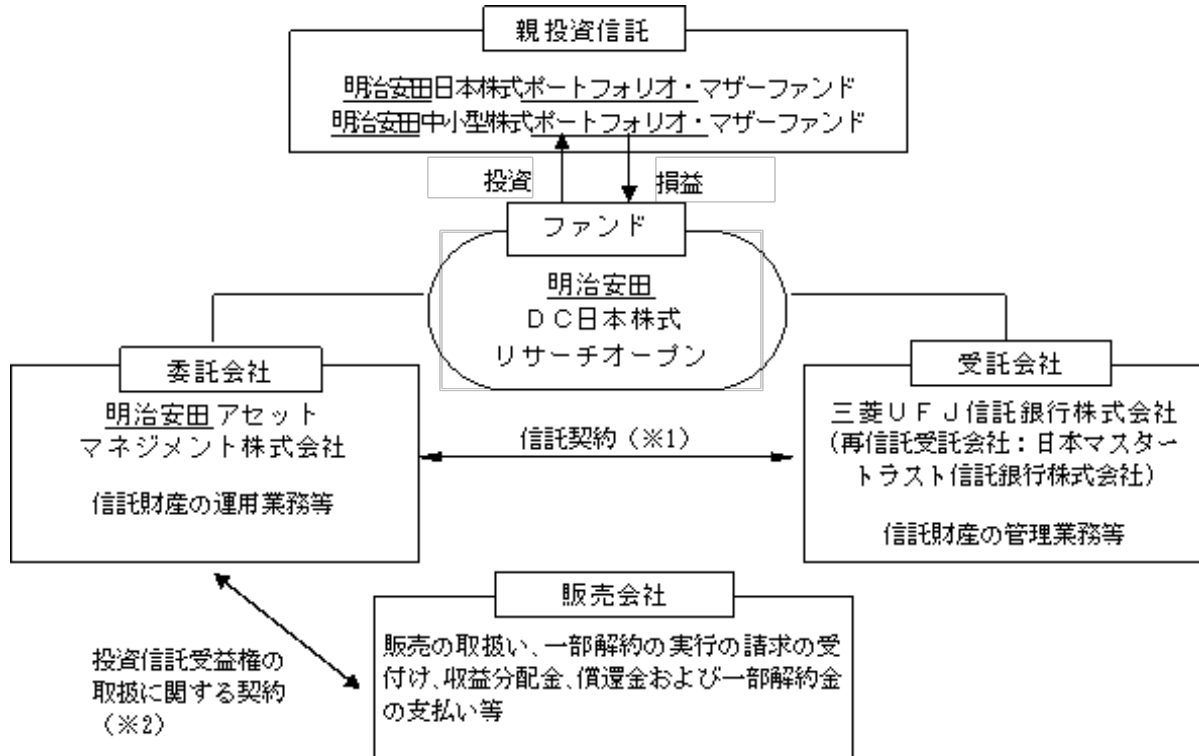 親投資信託
明治安田日本株式ポートフォリオ・マザーファンド
明治安田中小型株式ポートフォリオ・マザーファンド
投資
損益
ファンド
明治安田
ＤＣ日本株式
リサーチオープン
委託会社
明治安田アセット
マネジメント株式会社
信託財産の運用業務等
信託契約（※1）
受託会社
三菱ＵＦＪ信託銀行株式会社
（再信託受託会社：日本マスター
トラスト信託銀行株式会社）
信託財産の管理業務等
投資信託受益権の
取扱に関する契約
（※2）
販売会社
販売の取扱い、一部解約の実行の請求の受
付け、収益分配金、償還金および一部解約金
の支払い等